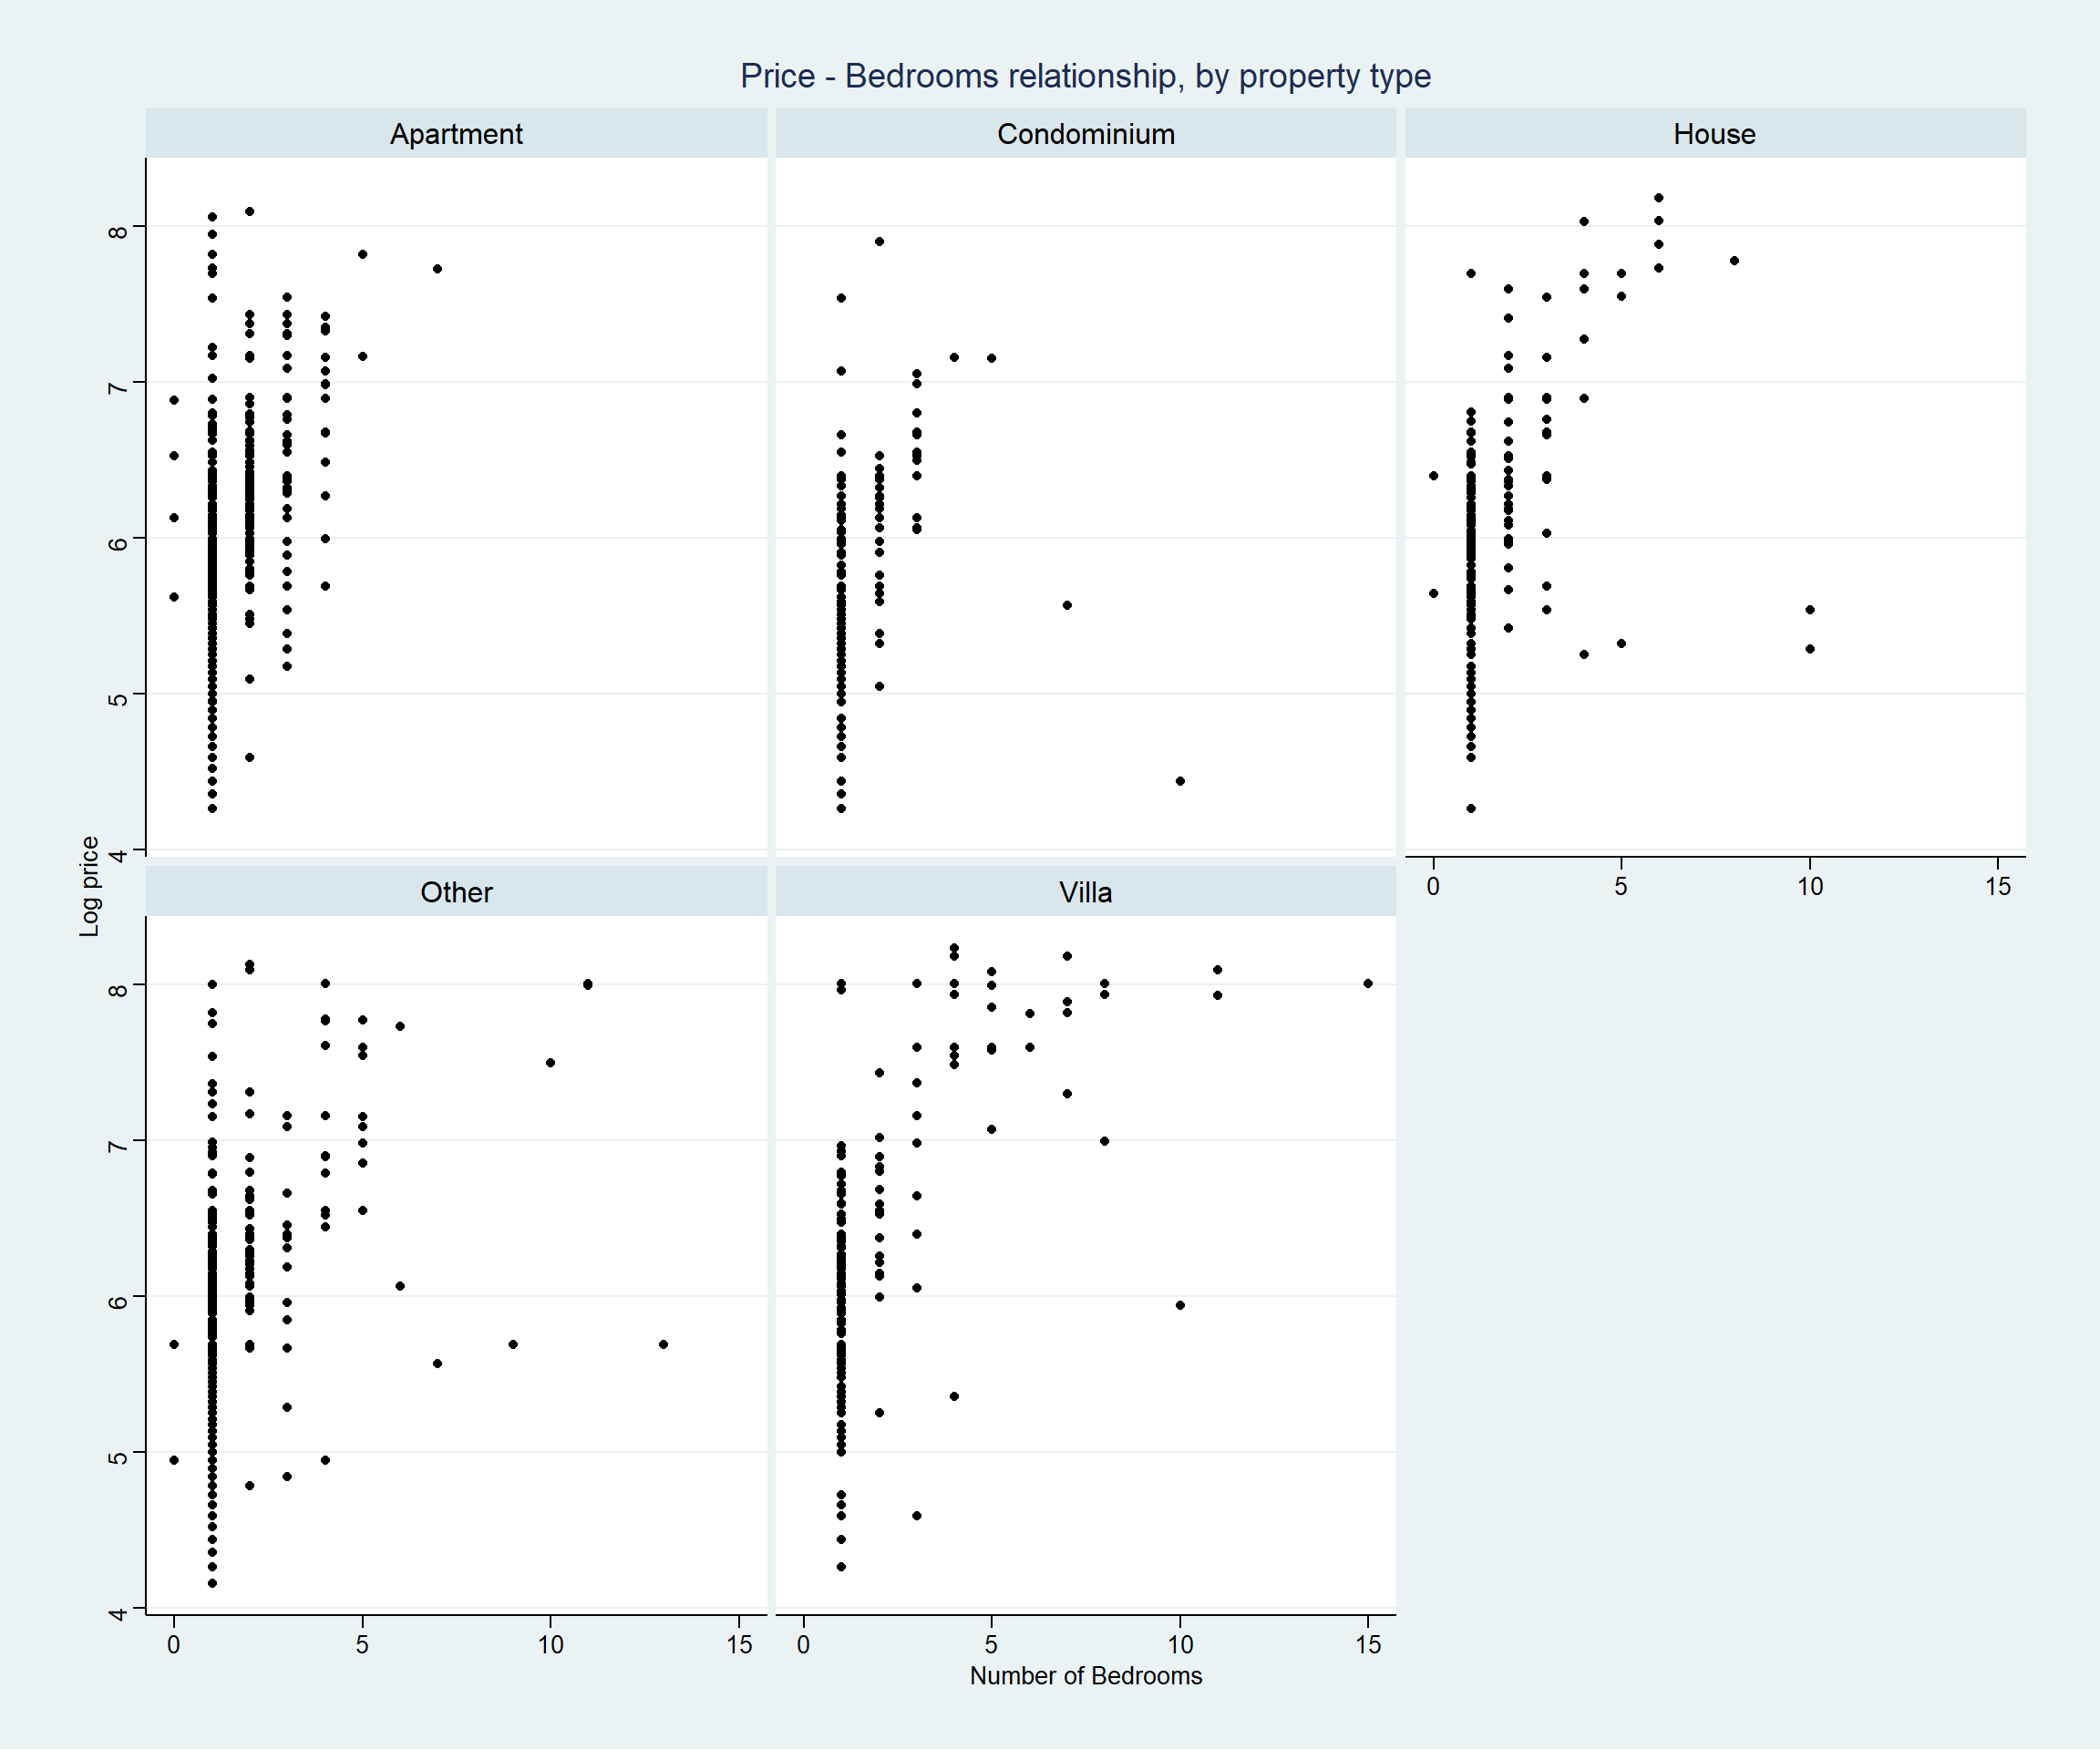 Price - Bedrooms relationship, by property type
Apartment
Condominium
House
8
7
6
5
4
0 5 10 15
Log price
Other
Villa
8
7
6
5
4
0 5 10 15
0 5 10 15
Number of Bedrooms